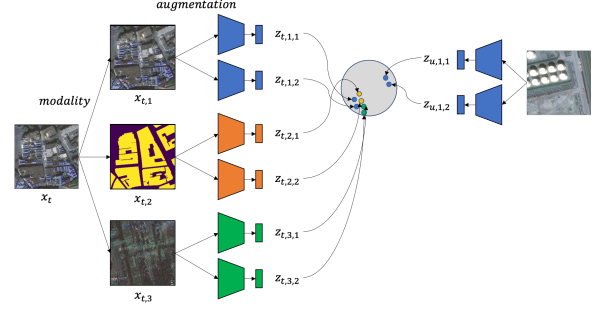 augmentation
modality
x_t
x_{t,1}
x_{t,2}
x_{t,3}
z_{t,1,1}
z_{t,1,2}
z_{t,2,1}
z_{t,2,2}
z_{t,3,1}
z_{t,3,2}
z_{u,1,1}
z_{u,1,2}